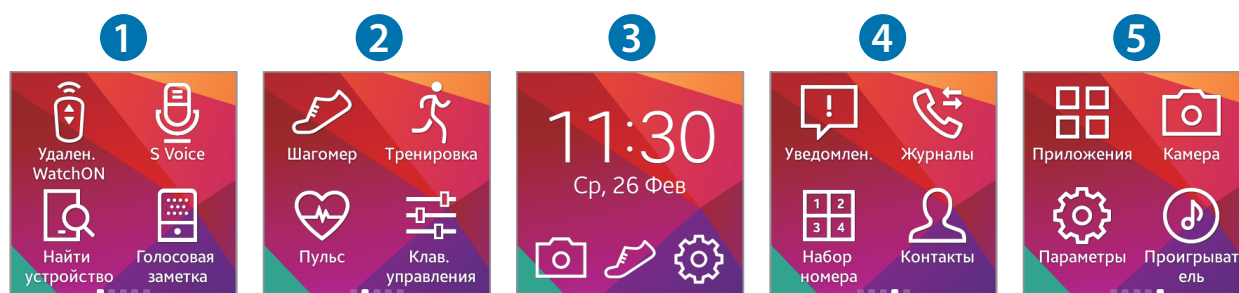 1 2 3 4 5
Удален. WatchON
S Voice
Найти устройство
Голосовая заметка
Шагомер
Тренировка
Пульс
Клав. управления
11:30
Ср, 26 Фев
Уведомлен.
Журналы
1 2
3 4
Набор номера
Контакты
Приложения
Камера
Параметры
Проигрыват
ель